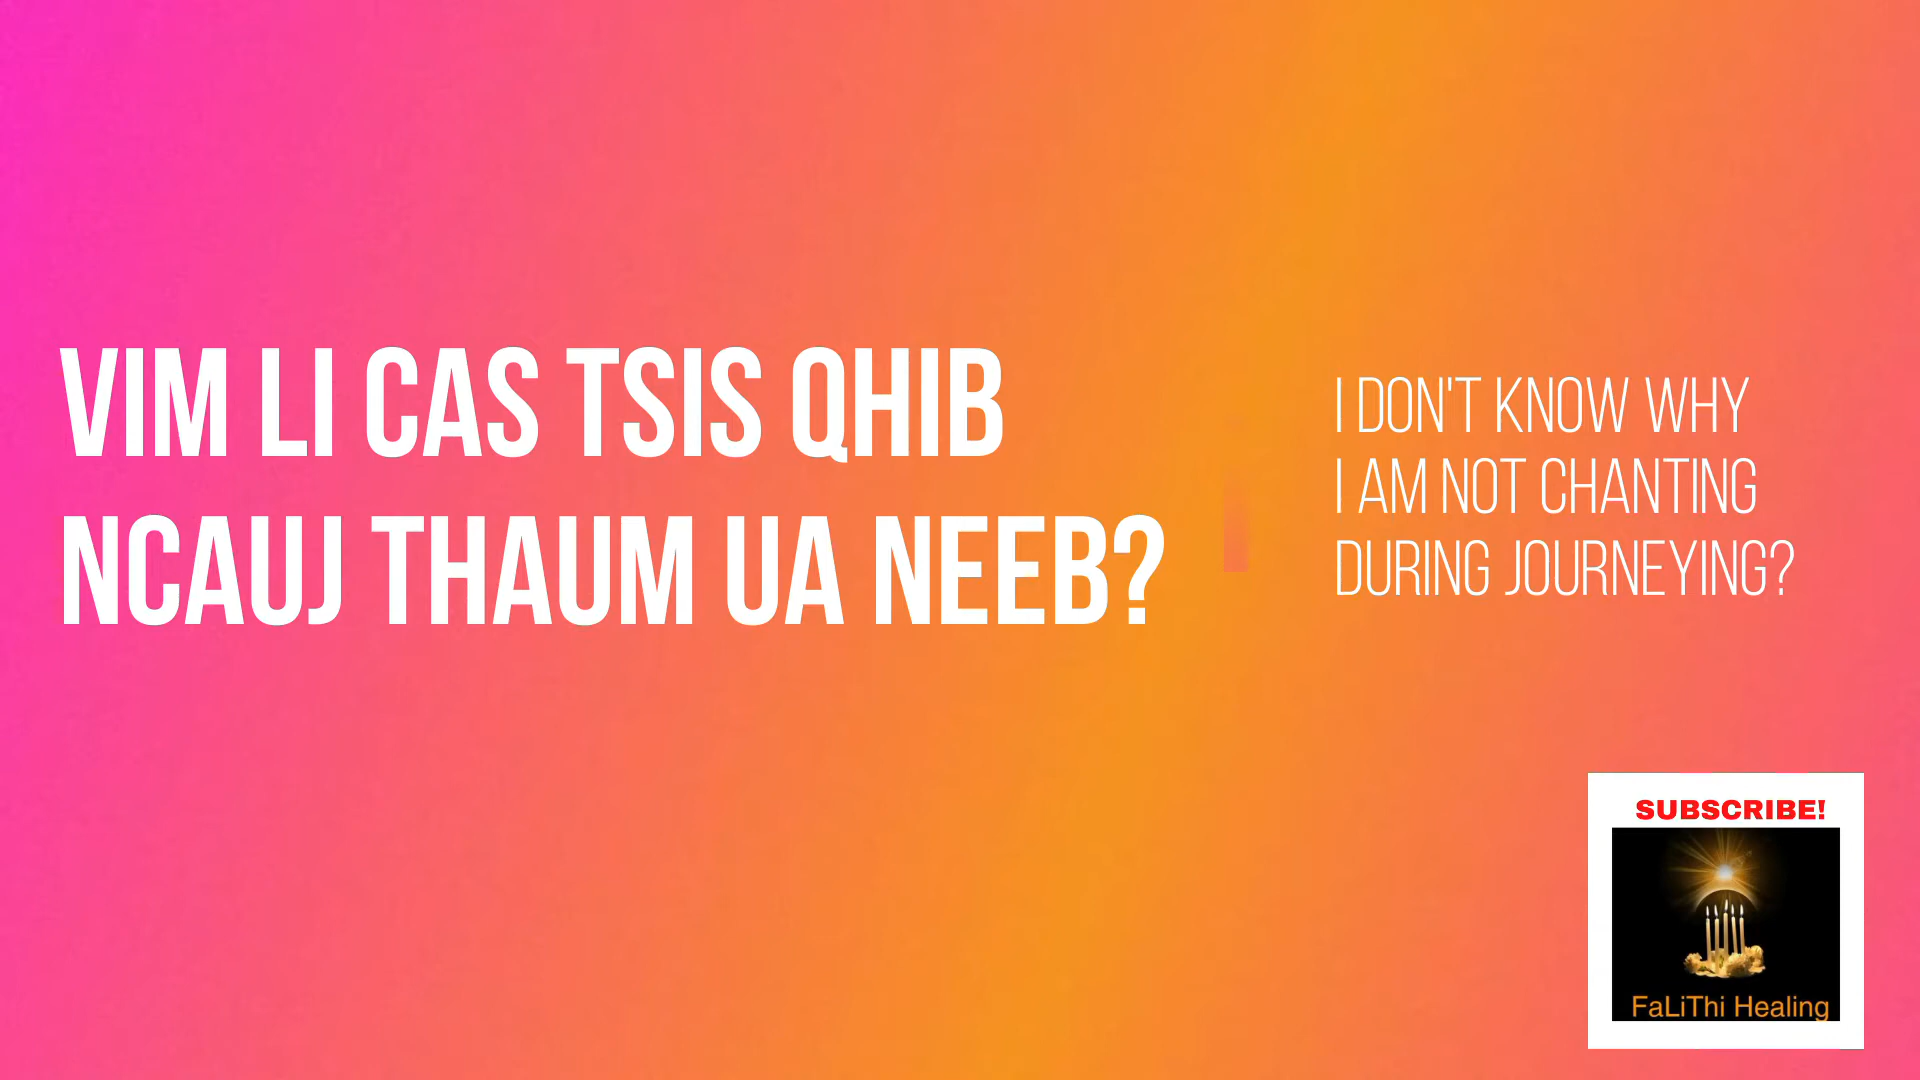 VIM LI CAS TSIS QHIB
NCAUJ THAUM UA NEEB?
I DON'T KNOW WHY
I AM NOT CHANTING
DURING JOURNEYING?
SUBSCRIBE!
FaLiThi Healing